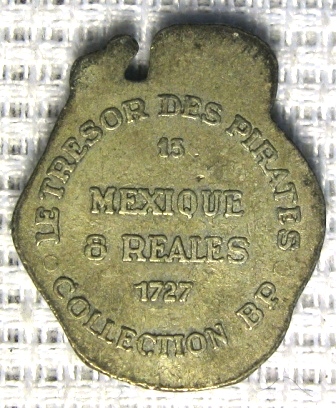 LE TRESOR DES PIRATES
15
MEXIQUE
8 REALES
1727
COLLECTION BP